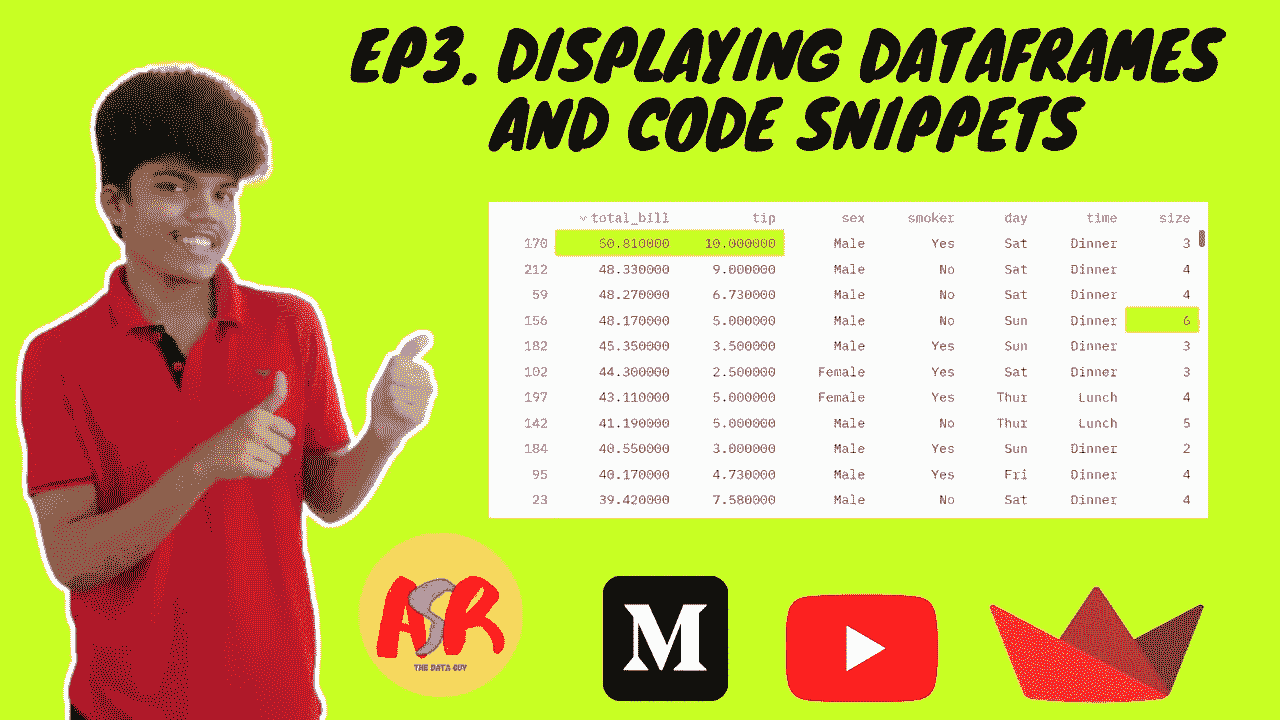 EP3. DISPLAYING DATAFRAMES
AND CODE SNIPPETS
total_bill tip sex smoker day time size
170 50.810000 10.000000 Male Yes Sat Dinner 3
212 48.330000 9.000000 Male No Sat Dinner 4
59 48.270000 6.730000 Male No Sat Dinner 4
156 48.170000 5.000000 Male No Sun Dinner 6
182 45.350000 3.500000 Male Yes Sun Dinner 3
102 44.300000 2.500000 Female Yes Sat Dinner 3
197 43.110000 5.000000 Female Yes Thur Lunch 4
142 41.190000 5.000000 Male No Thur Lunch 5
184 40.550000 3.000000 Male Yes Sun Dinner 2
95 40.170000 4.730000 Male Yes Fri Dinner 4
23 39.420000 7.580000 Male No Sat Dinner 4
ASR
THE DATA GUY
M